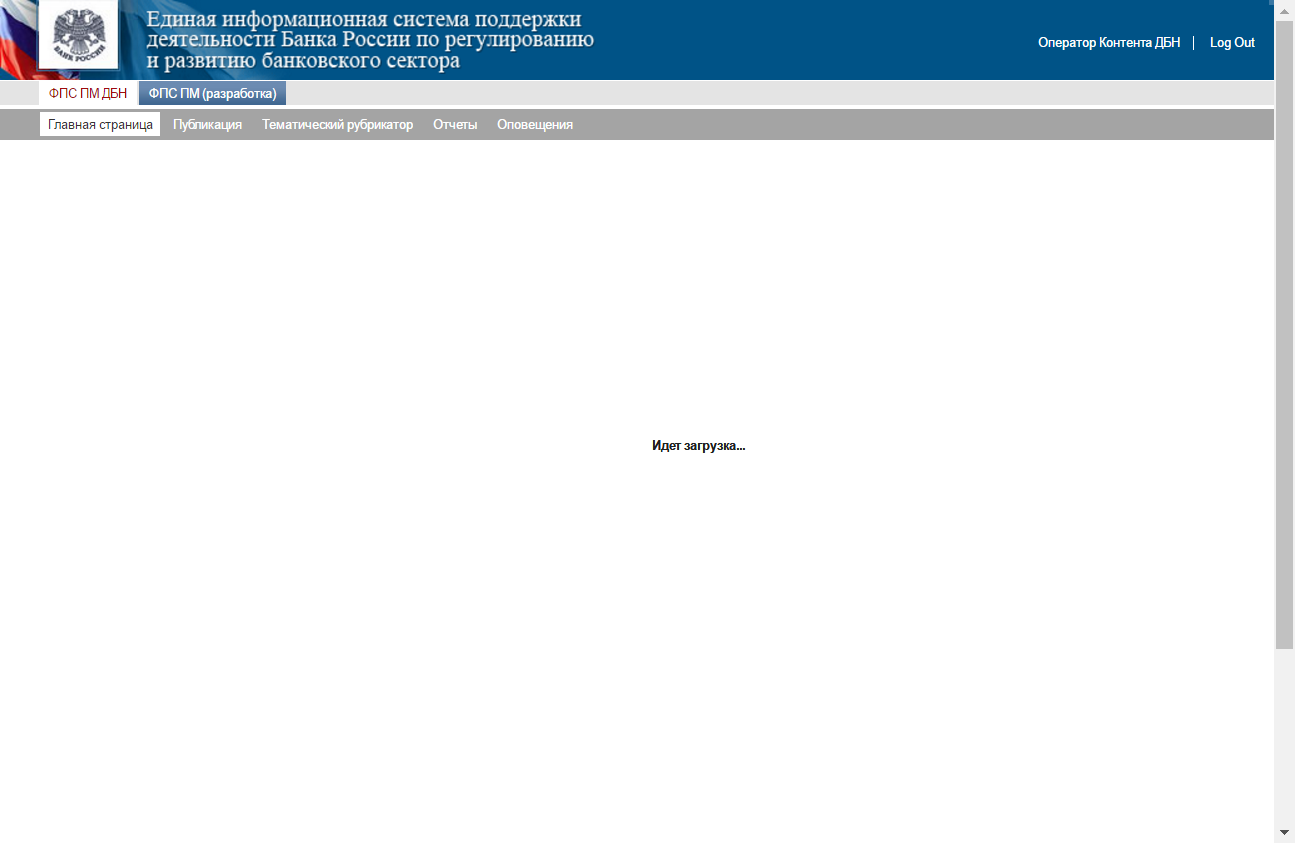 Единая информационная система поддержки
деятельности Банка России по регулированию
и развитию банковского сектора
БАНК РОССИИ
Оператор Контента ДБН | Log Out
ФПС ПМ ДБН ФПС ПМ (разработка)
Главная страница Публикация Тематический рубрикатор Отчеты Оповещения
Идет загрузка...